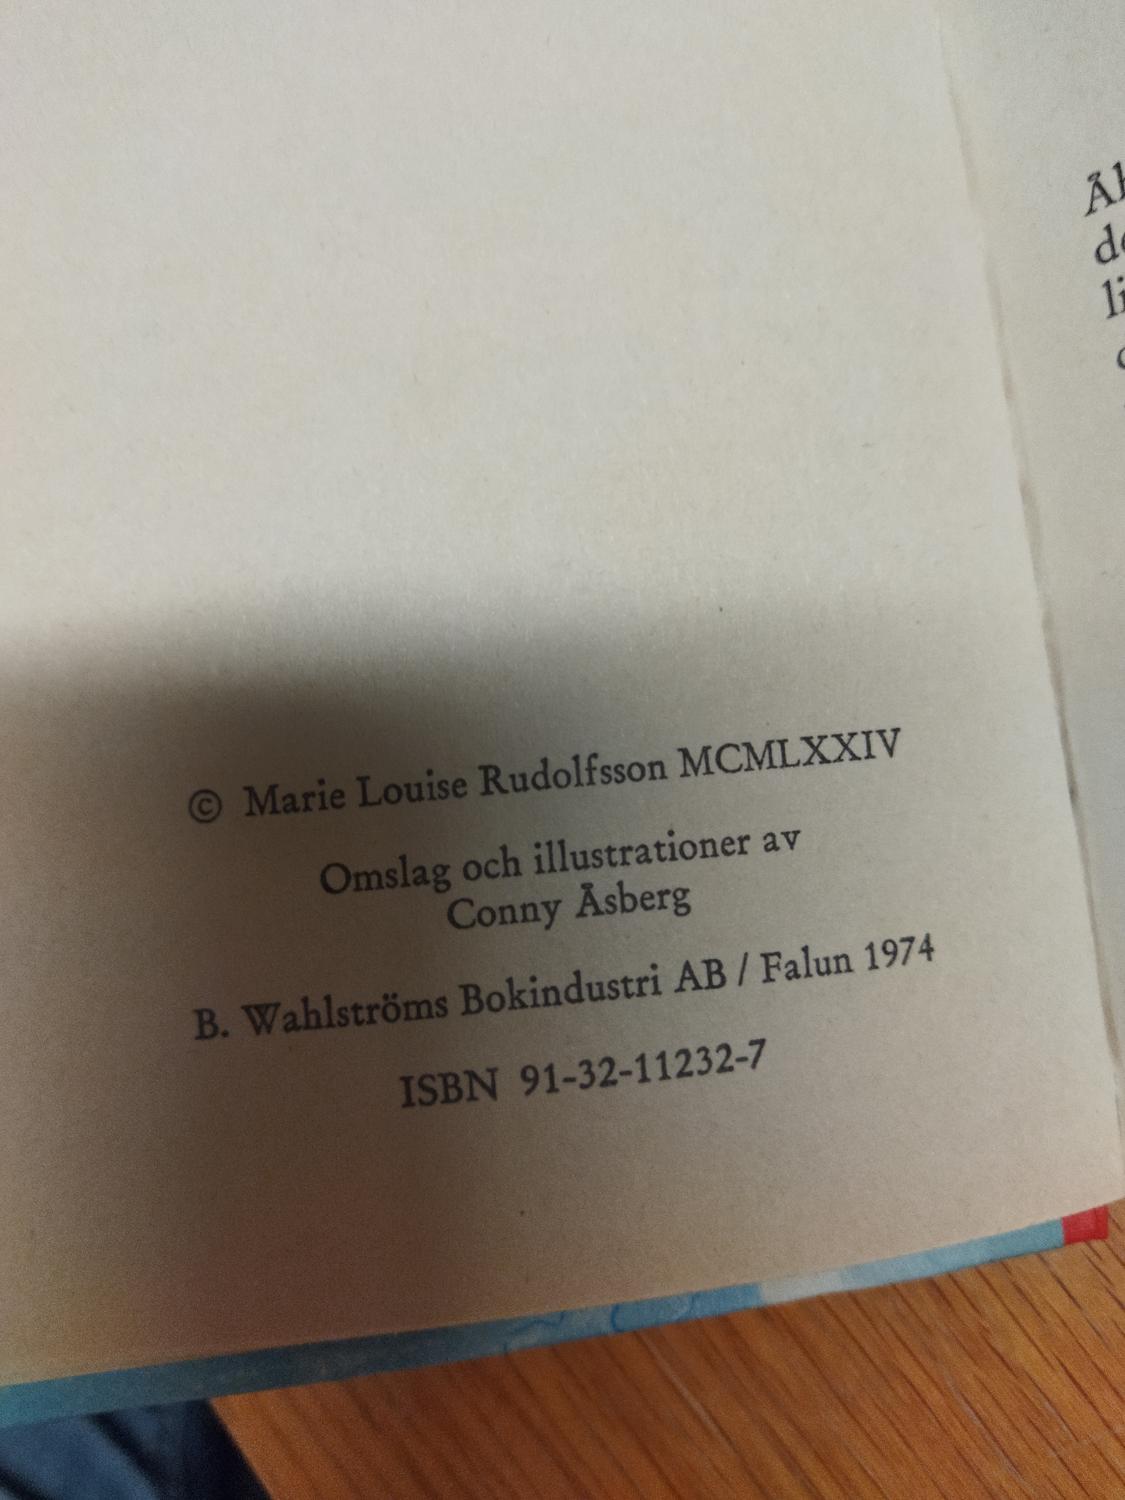 © Marie Louise Rudolfsson MCMLXXIV
Omslag och illustrationer av
Conny Åsberg
B. Wahlströms Bokindustri AB / Falun 1974
ISBN 91-32-11232-7